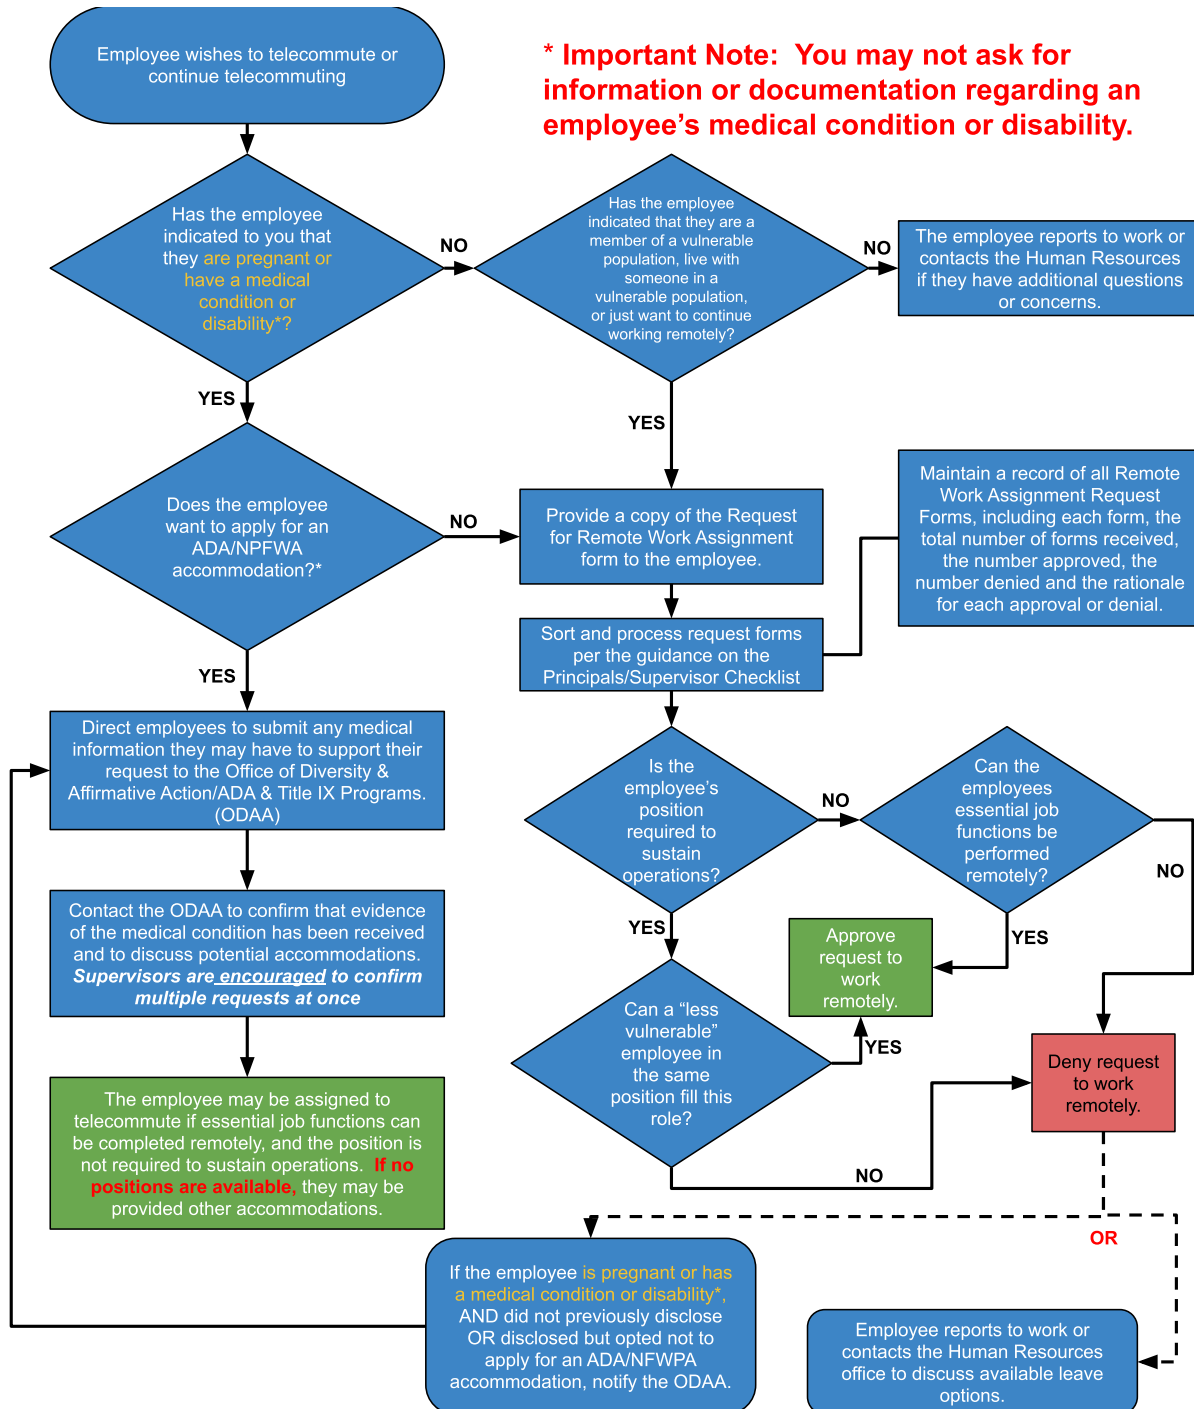 Employee wishes to telecommute or
continue telecommuting
* Important Note:  You may not ask for
information or documentation regarding an
employee's medical condition or disability.
Has the employee
indicated to you that
they are pregnant or
have a medical
condition or
disability*?
NO
Has the employee
indicated that they are a
member of a vulnerable
population, live with
someone in a
vulnerable population,
or just want to continue
working remotely?
NO
The employee reports to work or
contacts the Human Resources
if they have additional questions
or concerns.
YES
YES
Does the employee
want to apply for an
ADA/NPFWA
accommodation?*
NO
Provide a copy of the Request
for Remote Work Assignment
form to the employee.
Maintain a record of all Remote
Work Assignment Request
Forms, including each form, the
total number of forms received,
the number approved, the
number denied and the rationale
for each approval or denial.
Sort and process request forms
per the guidance on the
Principals/Supervisor Checklist
YES
Direct employees to submit any medical
information they may have to support their
request to the Office of Diversity &
Affirmative Action/ADA & Title IX Programs.
(ODAA)
Is the
employee's
position
required to
sustain
operations?
NO
Can the
employees
essential job
functions be
performed
remotely?
NO
YES
YES
Contact the ODAA to confirm that evidence
of the medical condition has been received
and to discuss potential accommodations.
Supervisors are encouraged to confirm
multiple requests at once
Approve
request to
work
remotely.
Can a “less
vulnerable”
employee in
the same
position fill this
role?
YES
NO
Deny request
to work
remotely.
The employee may be assigned to
telecommute if essential job functions can
be completed remotely, and the position is
not required to sustain operations.  If no
positions are available, they may be
provided other accommodations.
OR
If the employee is pregnant or has
a medical condition or disability*,
AND did not previously disclose
OR disclosed but opted not to
apply for an ADA/NFWPA
accommodation, notify the ODAA.
Employee reports to work or
contacts the Human Resources
office to discuss available leave
options.